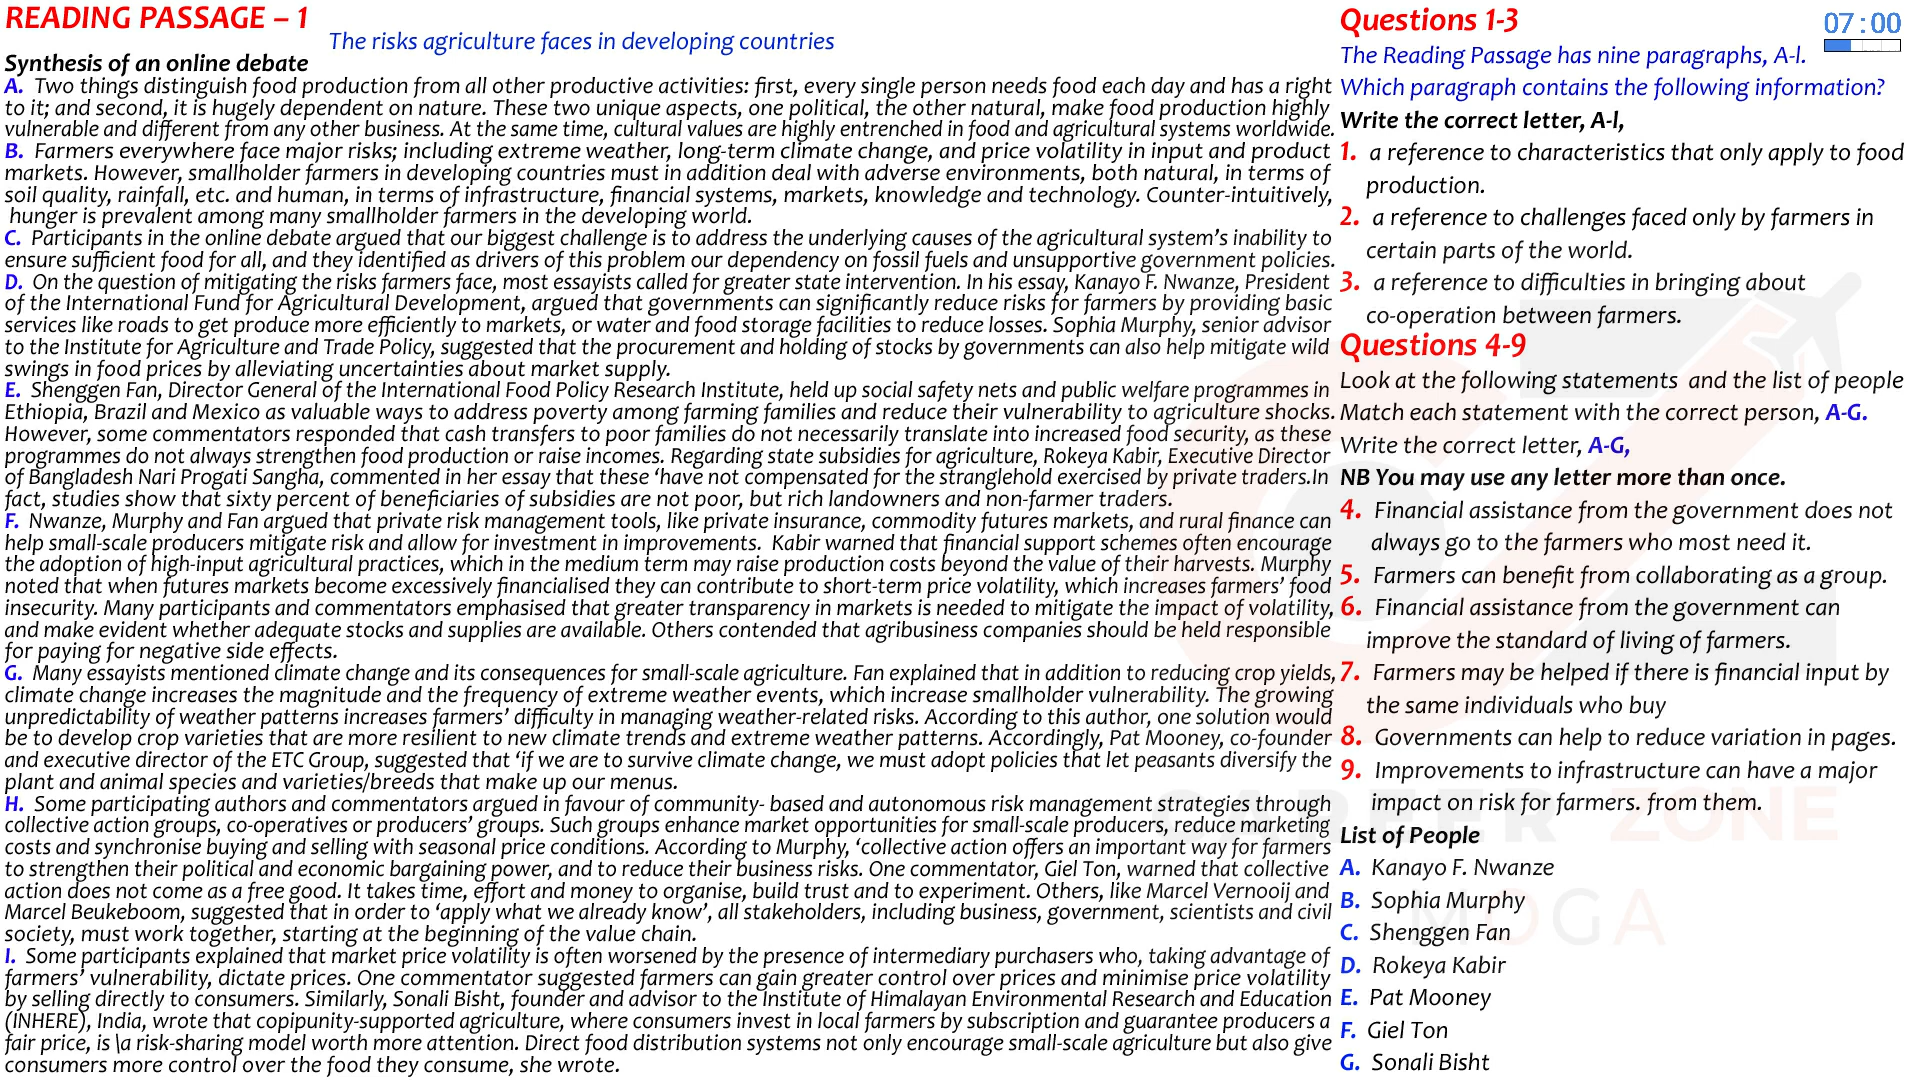 READING PASSAGE – 1
The risks agriculture faces in developing countries
Synthesis of an online debate
A. Two things distinguish food production from all other productive activities: first, every single person needs food each day and has a right
to it; and second, it is hugely dependent on nature. These two unique aspects, one political, the other natural, make food production highly
vulnerable and different from any other business. At the same time, cultural values are highly entrenched in food and agricultural systems worldwide.
B. Farmers everywhere face major risks; including extreme weather, long-term climate change, and price volatility in input and product
markets. However, smallholder farmers in developing countries must in addition deal with adverse environments, both natural, in terms of
soil quality, rainfall, etc. and human, in terms of infrastructure, financial systems, markets, knowledge and technology. Counter-intuitively,
hunger is prevalent among many smallholder farmers in the developing world.
C. Participants in the online debate argued that our biggest challenge is to address the underlying causes of the agricultural system's inability to
ensure sufficient food for all, and they identified as drivers of this problem our dependency on fossil fuels and unsupportive government policies.
D. On the question of mitigating the risks farmers face, most essayists called for greater state intervention. In his essay, Kanayo F. Nwanze, President
of the International Fund for Agricultural Development, argued that governments can significantly reduce risks for farmers by providing basic
services like roads to get produce more efficiently to markets, or water and food storage facilities to reduce losses. Sophia Murphy, senior advisor
to the Institute for Agriculture and Trade Policy, suggested that the procurement and holding of stocks by governments can also help mitigate wild
swings in food prices by alleviating uncertainties about market supply.
E. Shenggen Fan, Director General of the International Food Policy Research Institute, held up social safety nets and public welfare programmes in
Ethiopia, Brazil and Mexico as valuable ways to address poverty among farming families and reduce their vulnerability to agriculture shocks.
However, some commentators responded that cash transfers to poor families do not necessarily translate into increased food security, as these
programmes do not always strengthen food production or raise incomes. Regarding state subsidies for agriculture, Rokeya Kabir, Executive Director
of Bangladesh Nari Progati Sangha, commented in her essay that these 'have not compensated for the stranglehold exercised by private traders.In
fact, studies show that sixty percent of beneficiaries of subsidies are not poor, but rich landowners and non-farmer traders.
F. Nwanze, Murphy and Fan argued that private risk management tools, like private insurance, commodity futures markets, and rural finance can
help small-scale producers mitigate risk and allow for investment in improvements. Kabir warned that financial support schemes often encourage
the adoption of high-input agricultural practices, which in the medium term may raise production costs beyond the value of their harvests. Murphy
noted that when futures markets become excessively financialised they can contribute to short-term price volatility, which increases farmers' food
insecurity. Many participants and commentators emphasised that greater transparency in markets is needed to mitigate the impact of volatility,
and make evident whether adequate stocks and supplies are available. Others contended that agribusiness companies should be held responsible
for paying for negative side effects.
G. Many essayists mentioned climate change and its consequences for small-scale agriculture. Fan explained that in addition to reducing crop yields,
climate change increases the magnitude and the frequency of extreme weather events, which increase smallholder vulnerability. The growing
unpredictability of weather patterns increases farmers' difficulty in managing weather-related risks. According to this author, one solution would
be to develop crop varieties that are more resilient to new climate trends and extreme weather patterns. Accordingly, Pat Mooney, co-founder
and executive director of the ETC Group, suggested that 'if we are to survive climate change, we must adopt policies that let peasants diversify the
plant and animal species and varieties/breeds that make up our menus.
H. Some participating authors and commentators argued in favour of community- based and autonomous risk management strategies through
collective action groups, co-operatives or producers' groups. Such groups enhance market opportunities for small-scale producers, reduce marketing
costs and synchronise buying and selling with seasonal price conditions. According to Murphy, 'collective action offers an important way for farmers
to strengthen their political and economic bargaining power, and to reduce their business risks. One commentator, Giel Ton, warned that collective
action does not come as a free good. It takes time, effort and money to organise, build trust and to experiment. Others, like Marcel Vernooij and
Marcel Beukeboom, suggested that in order to 'apply what we already know', all stakeholders, including business, government, scientists and civil
society, must work together, starting at the beginning of the value chain.
I. Some participants explained that market price volatility is often worsened by the presence of intermediary purchasers who, taking advantage of
farmers' vulnerability, dictate prices. One commentator suggested farmers can gain greater control over prices and minimise price volatility
by selling directly to consumers. Similarly, Sonali Bisht, founder and advisor to the Institute of Himalayan Environmental Research and Education
(INHERE), India, wrote that copipunity-supported agriculture, where consumers invest in local farmers by subscription and guarantee producers a
fair price, is \a risk-sharing model worth more attention. Direct food distribution systems not only encourage small-scale agriculture but also give
consumers more control over the food they consume, she wrote.
Questions 1-3
07:00
The Reading Passage has nine paragraphs, A-l.
Which paragraph contains the following information?
Write the correct letter, A-l,
1. a reference to characteristics that only apply to food
production.
2. a reference to challenges faced only by farmers in
certain parts of the world.
3. a reference to difficulties in bringing about
co-operation between farmers.
Questions 4-9
Look at the following statements and the list of people
Match each statement with the correct person, A-G.
Write the correct letter, A-G,
NB You may use any letter more than once.
4. Financial assistance from the government does not
always go to the farmers who most need it.
5. Farmers can benefit from collaborating as a group.
6. Financial assistance from the government can
improve the standard of living of farmers.
7. Farmers may be helped if there is financial input by
the same individuals who buy
8. Governments can help to reduce variation in pages.
9. Improvements to infrastructure can have a major
impact on risk for farmers. from them.
List of People
A. Kanayo F. Nwanze
B. Sophia Murphy
C. Shenggen Fan
D. Rokeya Kabir
E. Pat Mooney
F. Giel Ton
G. Sonali Bisht
CAREER ZONE
MOGA